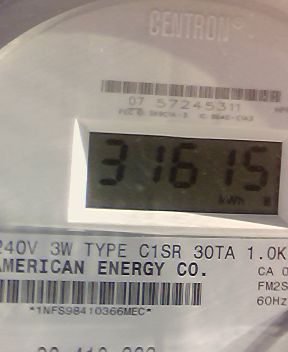 CENTRON®
07 57245311
31615
kWh
240V 3W TYPE C1SR 30TA 1.0K
AMERICAN ENERGY CO.
CA 0
FM2S
60Hz
*1NFS98410366MEC*